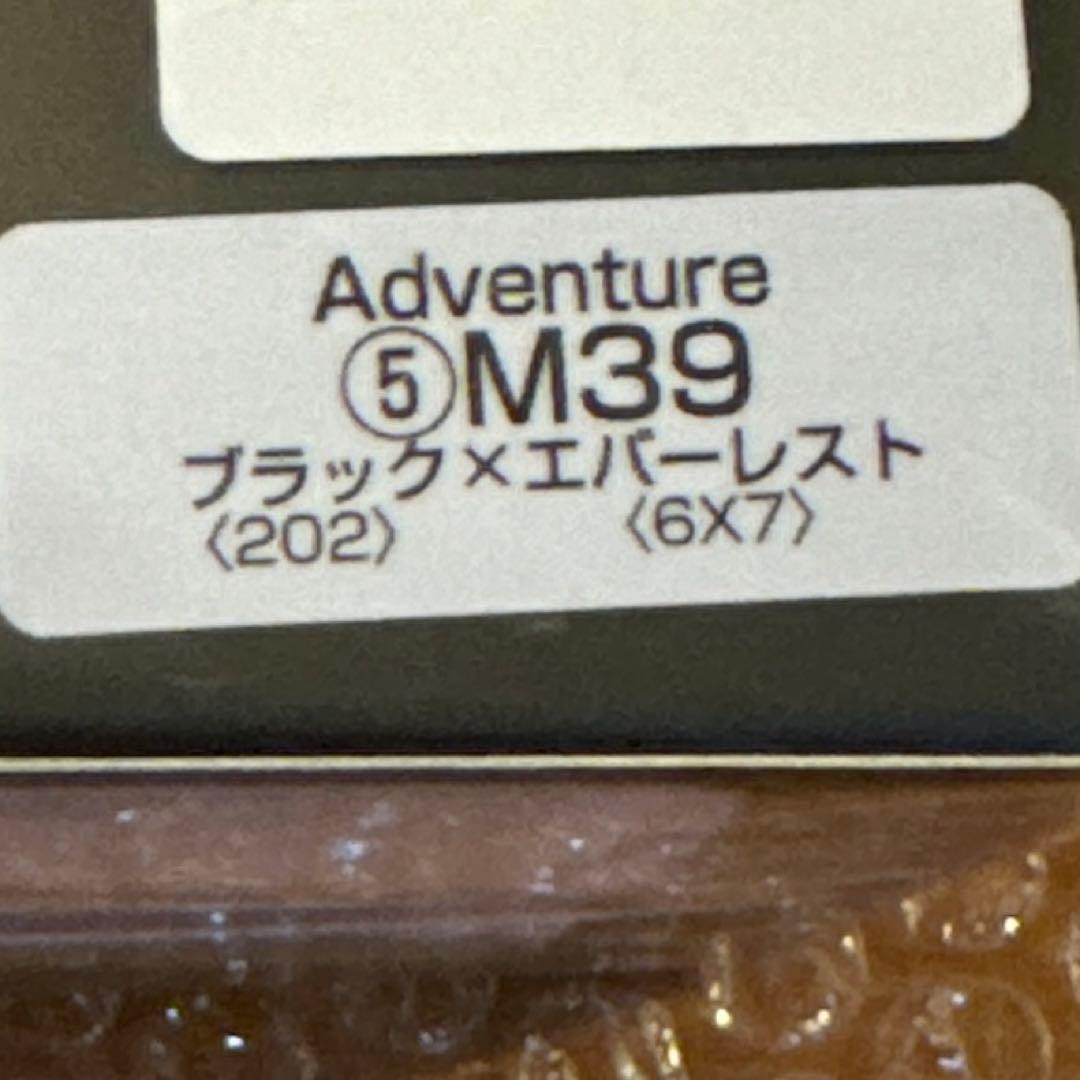 Adventure
⑤M39
ブラック×エバーレスト
〈202〉 〈6X7〉